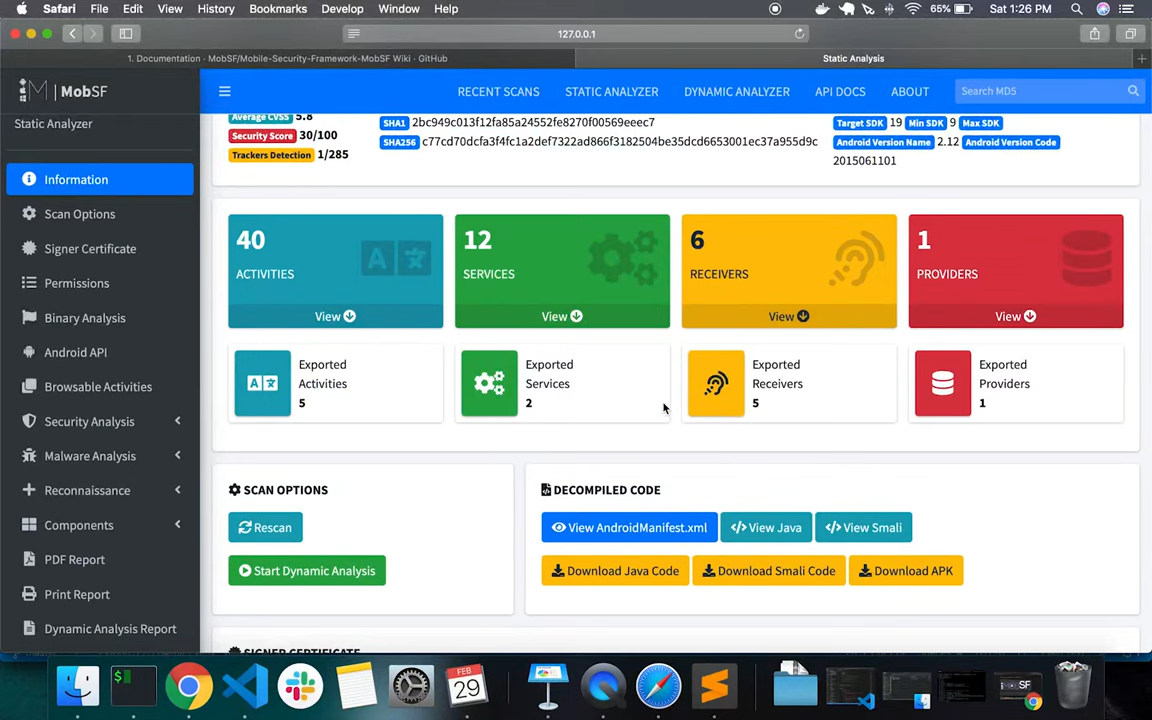 Safari File Edit View History Bookmarks Develop Window Help 65% Sat 1:26 PM
127.0.0.1
1. Documentation · MobSF/Mobile-Security-Framework-MobSF Wiki · GitHub
Static Analysis
MobSF
RECENT SCANS STATIC ANALYZER DYNAMIC ANALYZER API DOCS ABOUT Search MD5
Static Analyzer
Information
Scan Options
Signer Certificate
Permissions
Binary Analysis
Android API
Browsable Activities
Security Analysis
Malware Analysis
Reconnaissance
Components
PDF Report
Print Report
Dynamic Analysis Report
Average CVSS 5.8
Security Score 30/100
Trackers Detection 1/285
SHA1 2bc949c013f12fa85a24552fe8270f00569eeec7
SHA256 c77cd70dcfa3f4fc1a2def7322ad866f3182504be35dcd6653001ec37a955d9c
Target SDK 19 Min SDK 9 Max SDK
Android Version Name 2.12 Android Version Code
2015061101
40
ACTIVITIES
View
12
SERVICES
View
6
RECEIVERS
View
1
PROVIDERS
View
Exported
Activities
5
Exported
Services
2
Exported
Receivers
5
Exported
Providers
1
SCAN OPTIONS
Rescan
Start Dynamic Analysis
DECOMPILED CODE
View AndroidManifest.xml View Java View Smali
Download Java Code Download Smali Code Download APK
SIGNER CERTIFICATE
FEB
29
SF